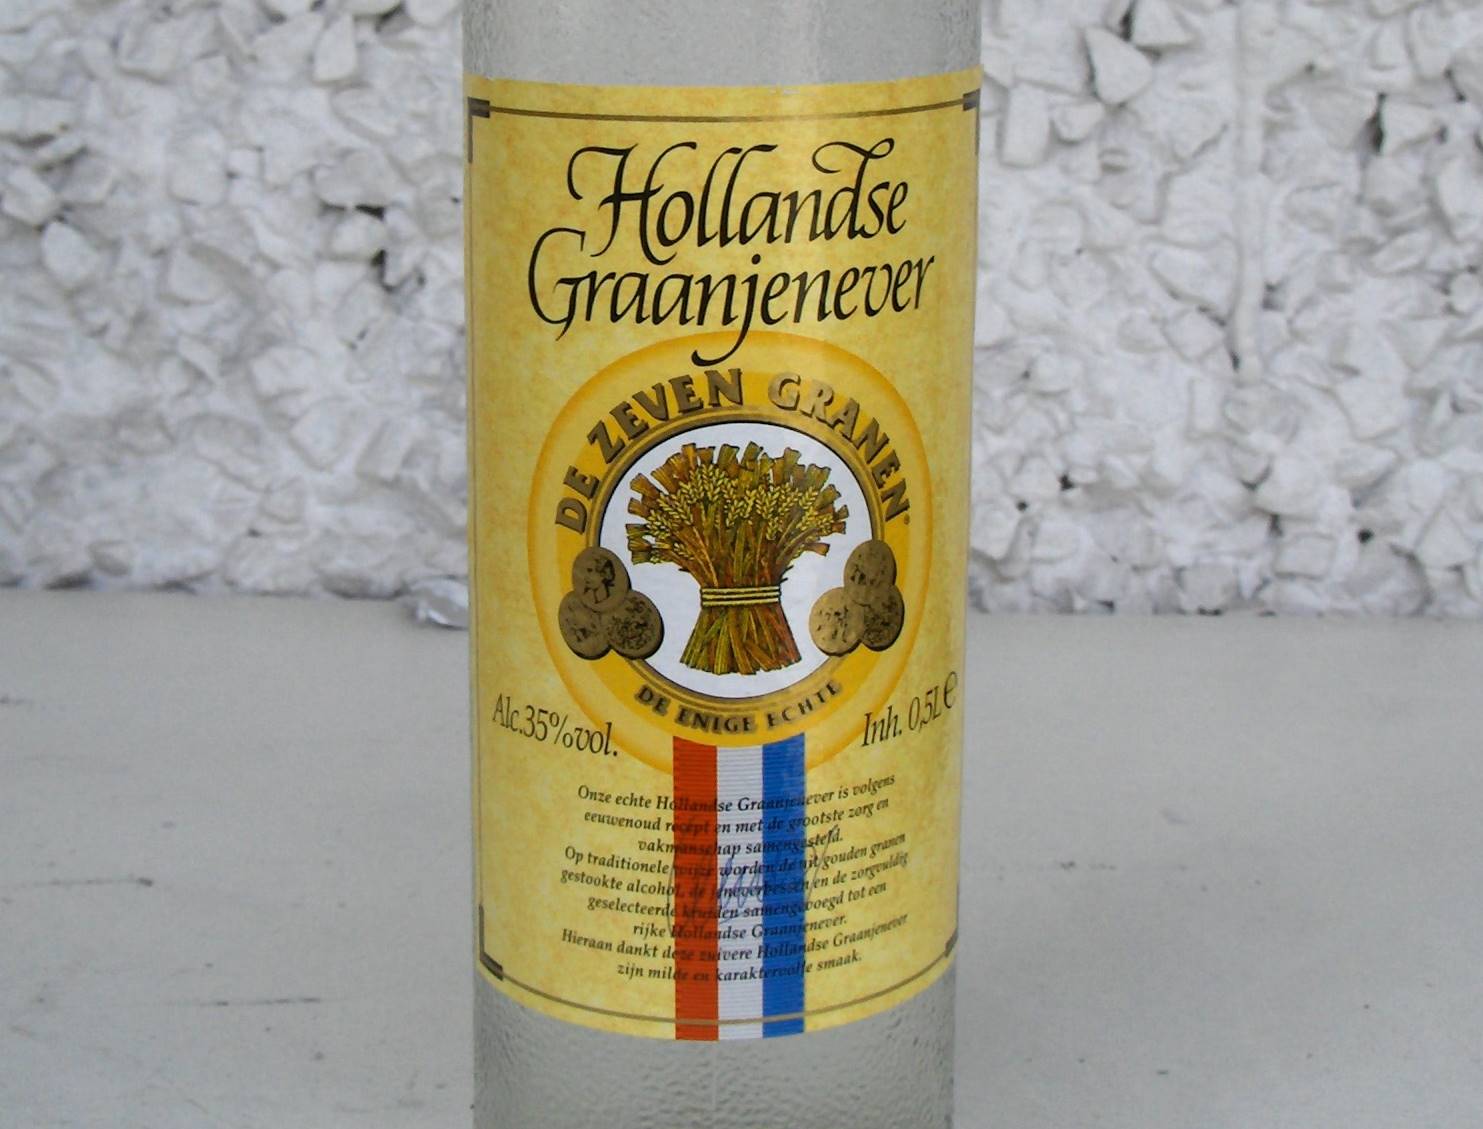 Hollandse
Graanjenever
DE ZEVEN GRANEN®
DE ENIGE ECHTE
Alc.35%vol.
Inh. 0,5L ℮
Onze echte Hollandse Graanjenever is volgens
eeuwenoud recept en met de grootste zorg en
vakmanschap samengesteld.
Op traditionele wijze worden de uit gouden granen
gestookte alcohol, de jeneverbessen en de zorgvuldig
geselecteerde kruiden samengevoegd tot een
rijke Hollandse Graanjenever.
Hieraan dankt deze zuivere Hollandse Graanjenever
zijn milde en karaktervolle smaak.